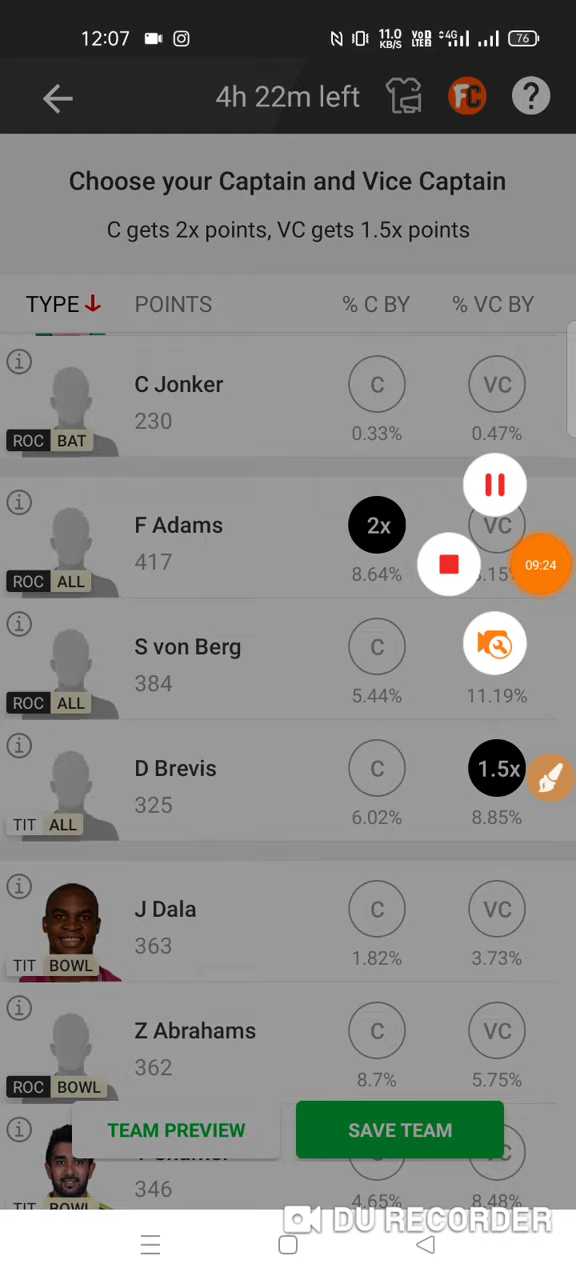 12:07 11.0 KB/S VoD LTE2 4G 76
4h 22m left FC ?
Choose your Captain and Vice Captain
C gets 2x points, VC gets 1.5x points
TYPE POINTS % C BY % VC BY
C Jonker
230
C VC
ROC BAT
0.33% 0.47%
F Adams
417
2x VC
ROC ALL
8.64%
S von Berg
384
C
ROC ALL
5.44% 11.19%
09:24
D Brevis
325
C 1.5x
TIT ALL
6.02% 8.85%
J Dala
363
C VC
TIT BOWL
1.82% 3.73%
Z Abrahams
362
C VC
ROC BOWL
8.7% 5.75%
TEAM PREVIEW SAVE TEAM
346
TIT BOWL
4.65% 8.48%
DU RECORDER